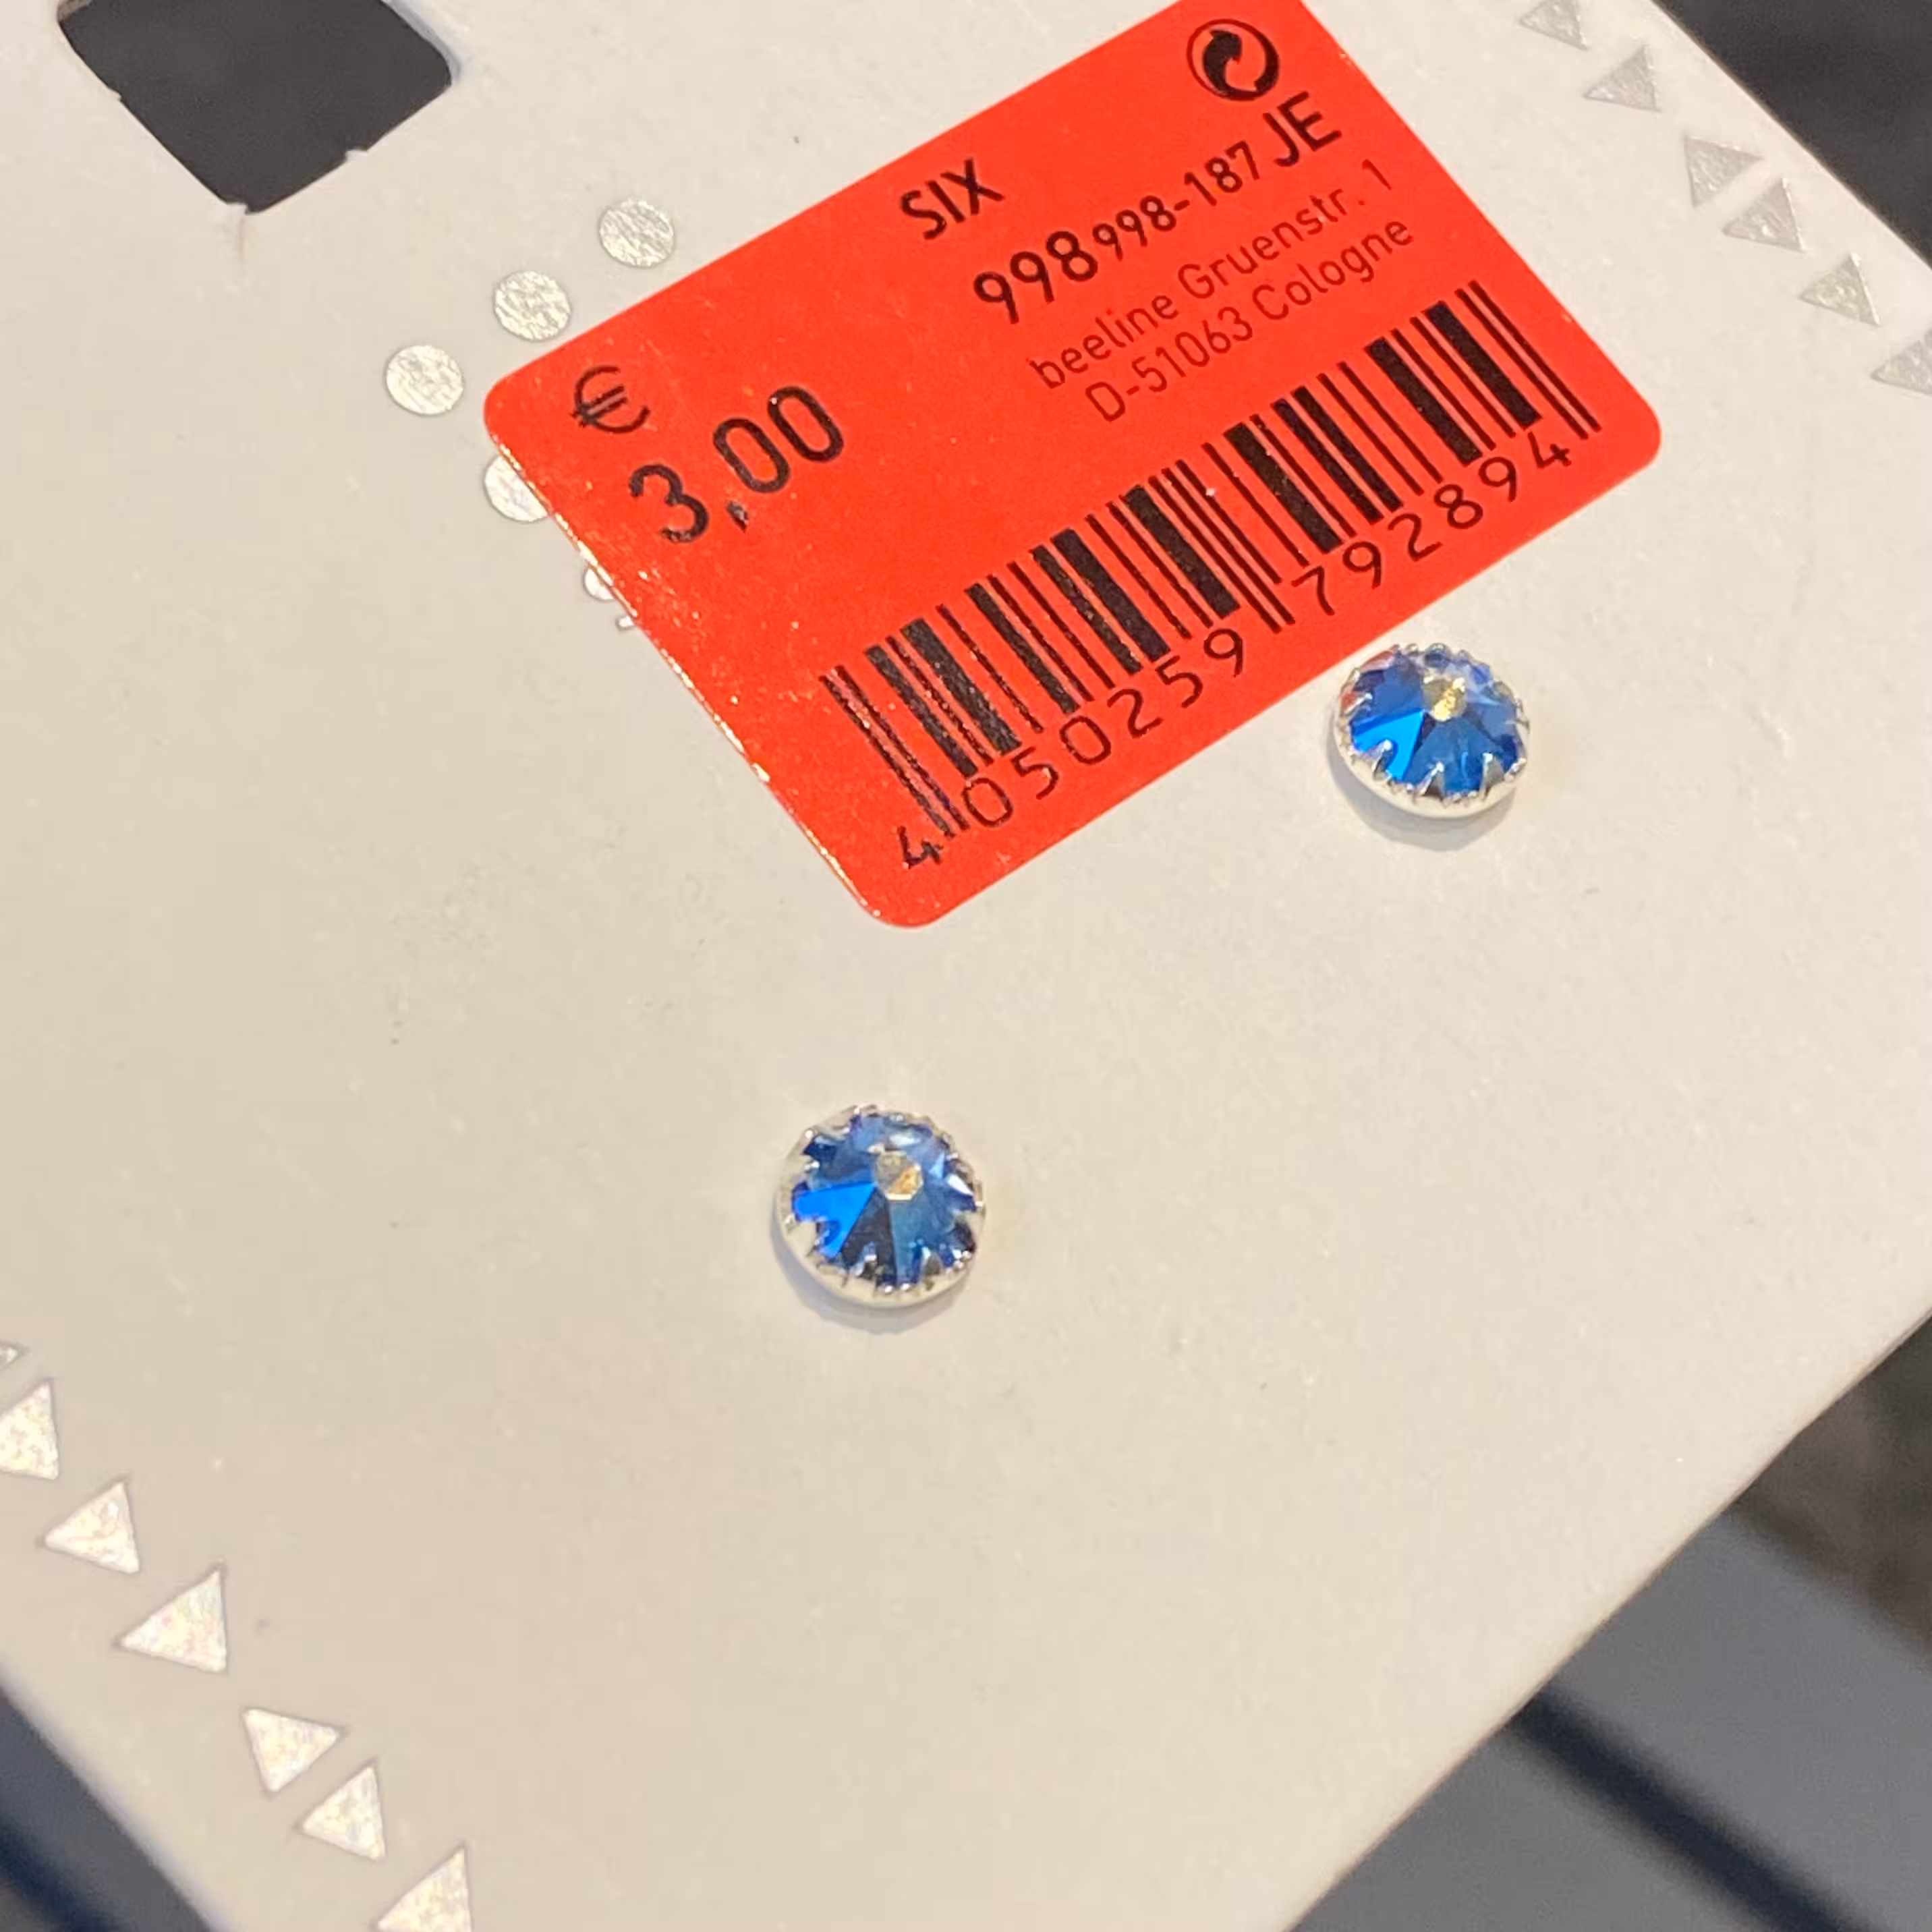 SIX
998998-187 JE
beeline Gruenstr. 1
D-51063 Cologne
€
3,00
4050259792894